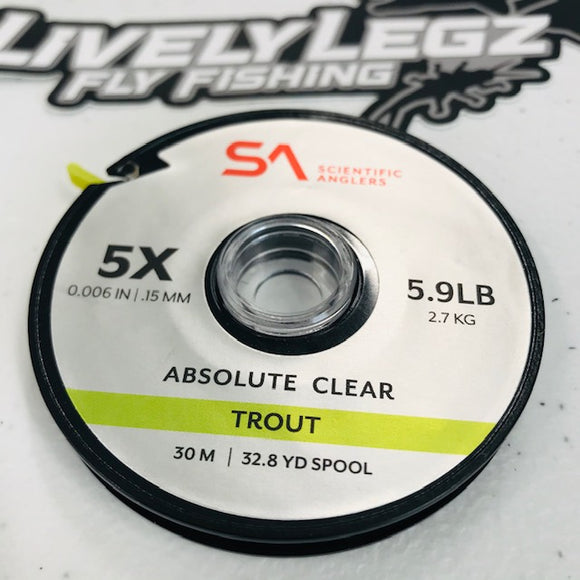 LIVELYLEGZ
FLY FISHING
SA SCIENTIFIC
ANGLERS
5X
0.006 IN | .15 MM
5.9LB
2.7 KG
ABSOLUTE CLEAR
TROUT
30 M | 32.8 YD SPOOL